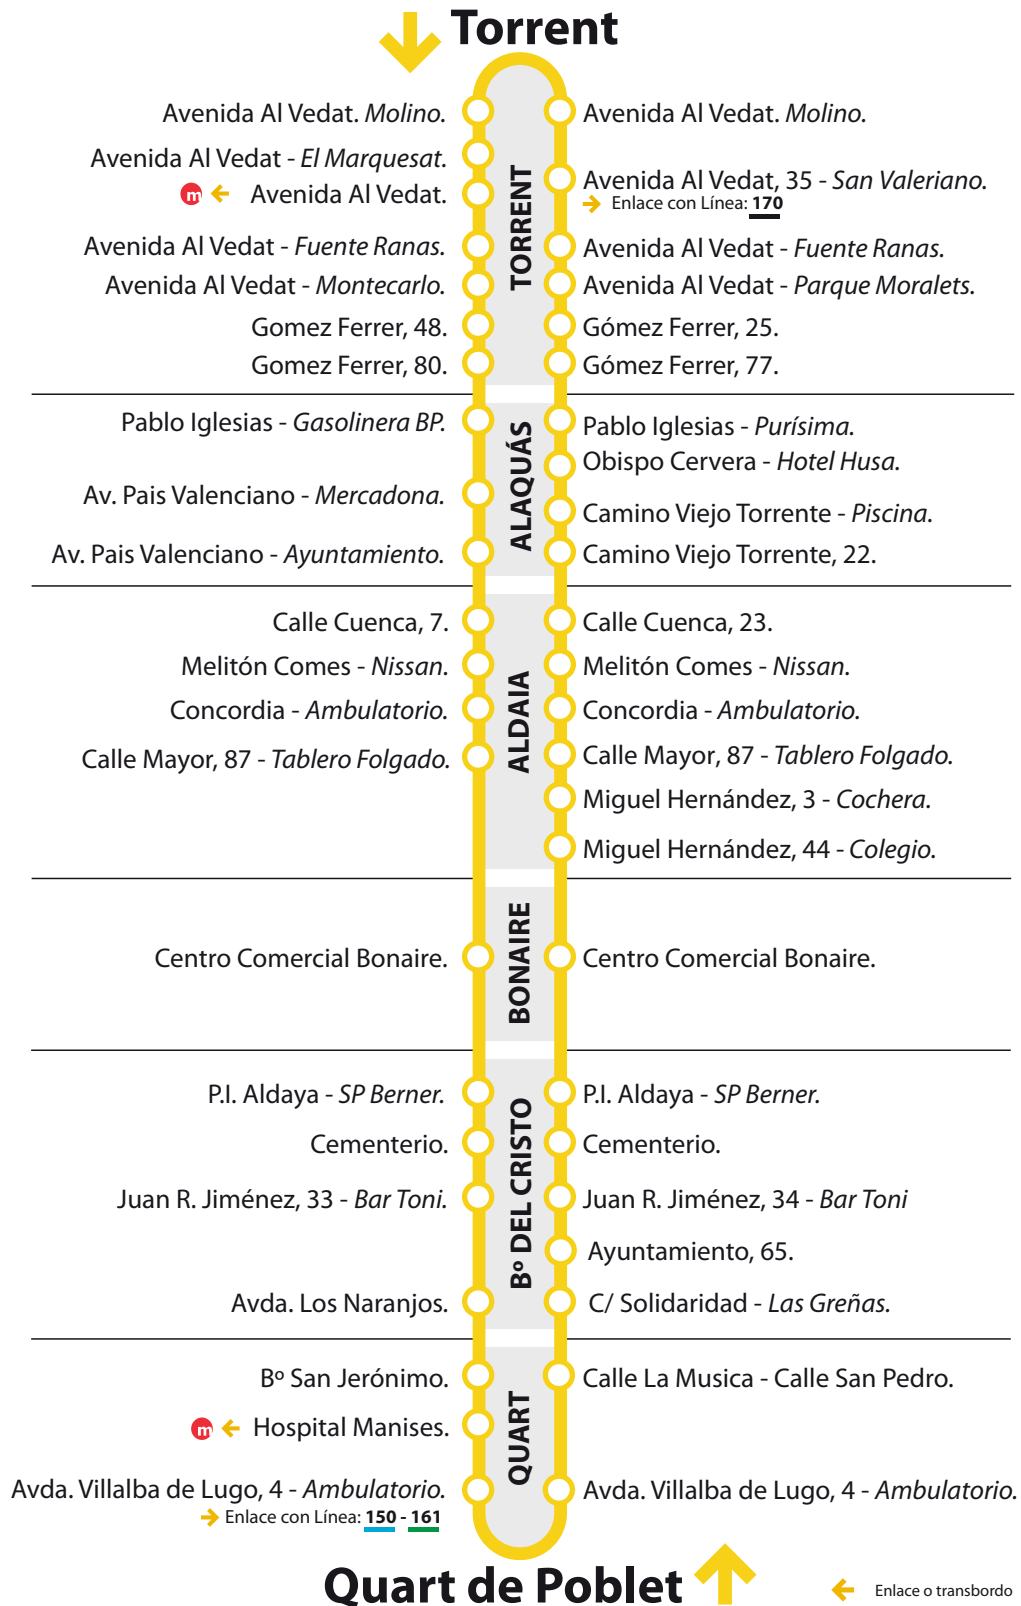 Torrent
Avenida Al Vedat. Molino.
Avenida Al Vedat. Molino.
Avenida Al Vedat - El Marquesat.
m Avenida Al Vedat.
Avenida Al Vedat, 35 - San Valeriano.
Enlace con Línea: 170
TORRENT
Avenida Al Vedat - Fuente Ranas.
Avenida Al Vedat - Fuente Ranas.
Avenida Al Vedat - Montecarlo.
Avenida Al Vedat - Parque Moralets.
Gomez Ferrer, 48.
Gómez Ferrer, 25.
Gomez Ferrer, 80.
Gómez Ferrer, 77.
Pablo Iglesias - Gasolinera BP.
Pablo Iglesias - Purísima.
Obispo Cervera - Hotel Husa.
ALAQUÁS
Av. Pais Valenciano - Mercadona.
Camino Viejo Torrente - Piscina.
Av. Pais Valenciano - Ayuntamiento.
Camino Viejo Torrente, 22.
Calle Cuenca, 7.
Calle Cuenca, 23.
Melitón Comes - Nissan.
Melitón Comes - Nissan.
ALDAIA
Concordia - Ambulatorio.
Concordia - Ambulatorio.
Calle Mayor, 87 - Tablero Folgado.
Calle Mayor, 87 - Tablero Folgado.
Miguel Hernández, 3 - Cochera.
Miguel Hernández, 44 - Colegio.
BONAIRE
Centro Comercial Bonaire.
Centro Comercial Bonaire.
P.I. Aldaya - SP Berner.
P.I. Aldaya - SP Berner.
Cementerio.
Cementerio.
Bº DEL CRISTO
Juan R. Jiménez, 33 - Bar Toni.
Juan R. Jiménez, 34 - Bar Toni
Ayuntamiento, 65.
Avda. Los Naranjos.
C/ Solidaridad - Las Greñas.
Bº San Jerónimo.
Calle La Musica - Calle San Pedro.
QUART
m Hospital Manises.
Avda. Villalba de Lugo, 4 - Ambulatorio.
Enlace con Línea: 150 - 161
Avda. Villalba de Lugo, 4 - Ambulatorio.
Quart de Poblet
Enlace o transbordo